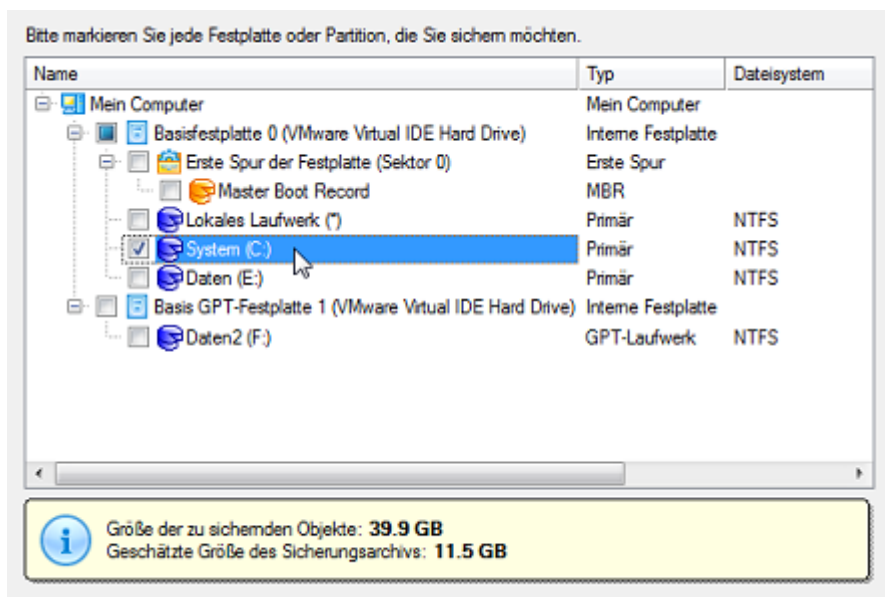 Bitte markieren Sie jede Festplatte oder Partition, die Sie sichern möchten.
Name Typ Dateisystem
Mein Computer Mein Computer
Basisfestplatte 0 (VMware Virtual IDE Hard Drive) Interne Festplatte
Erste Spur der Festplatte (Sektor 0) Erste Spur
Master Boot Record MBR
Lokales Laufwerk (*) Primär NTFS
System (C:) Primär NTFS
Daten (E:) Primär NTFS
Basis GPT-Festplatte 1 (VMware Virtual IDE Hard Drive) Interne Festplatte
Daten2 (F:) GPT-Laufwerk NTFS
Größe der zu sichernden Objekte: 39.9 GB
Geschätzte Größe des Sicherungsarchivs: 11.5 GB